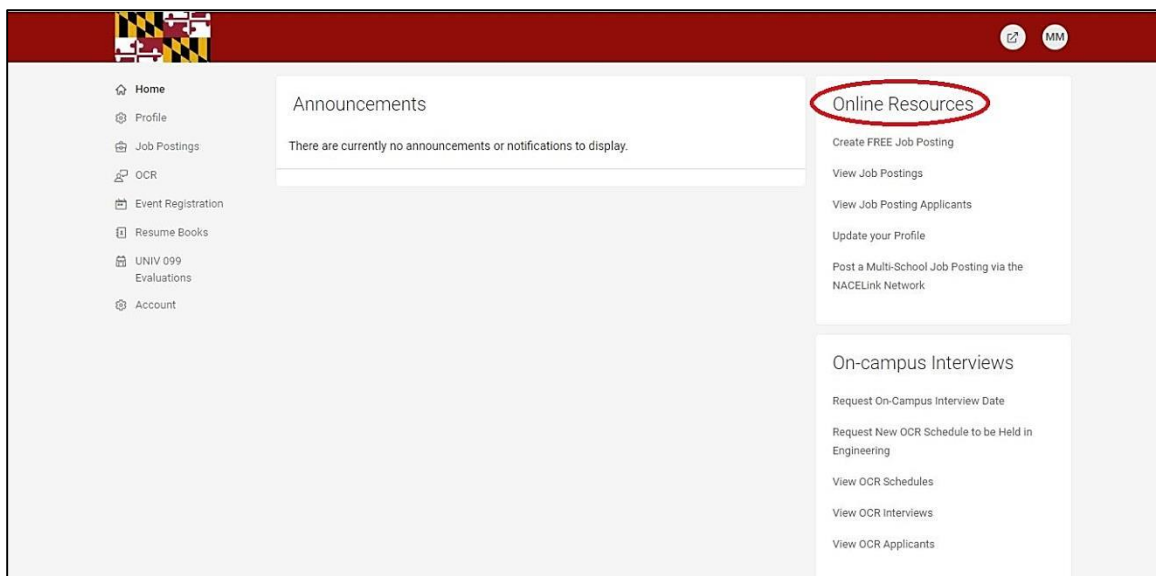 MM
Home
Profile
Job Postings
OCR
Event Registration
Resume Books
UNIV 099
Evaluations
Account
Announcements
There are currently no announcements or notifications to display.
Online Resources
Create FREE Job Posting
View Job Postings
View Job Posting Applicants
Update your Profile
Post a Multi-School Job Posting via the
NACELink Network
On-campus Interviews
Request On-Campus Interview Date
Request New OCR Schedule to be Held in
Engineering
View OCR Schedules
View OCR Interviews
View OCR Applicants